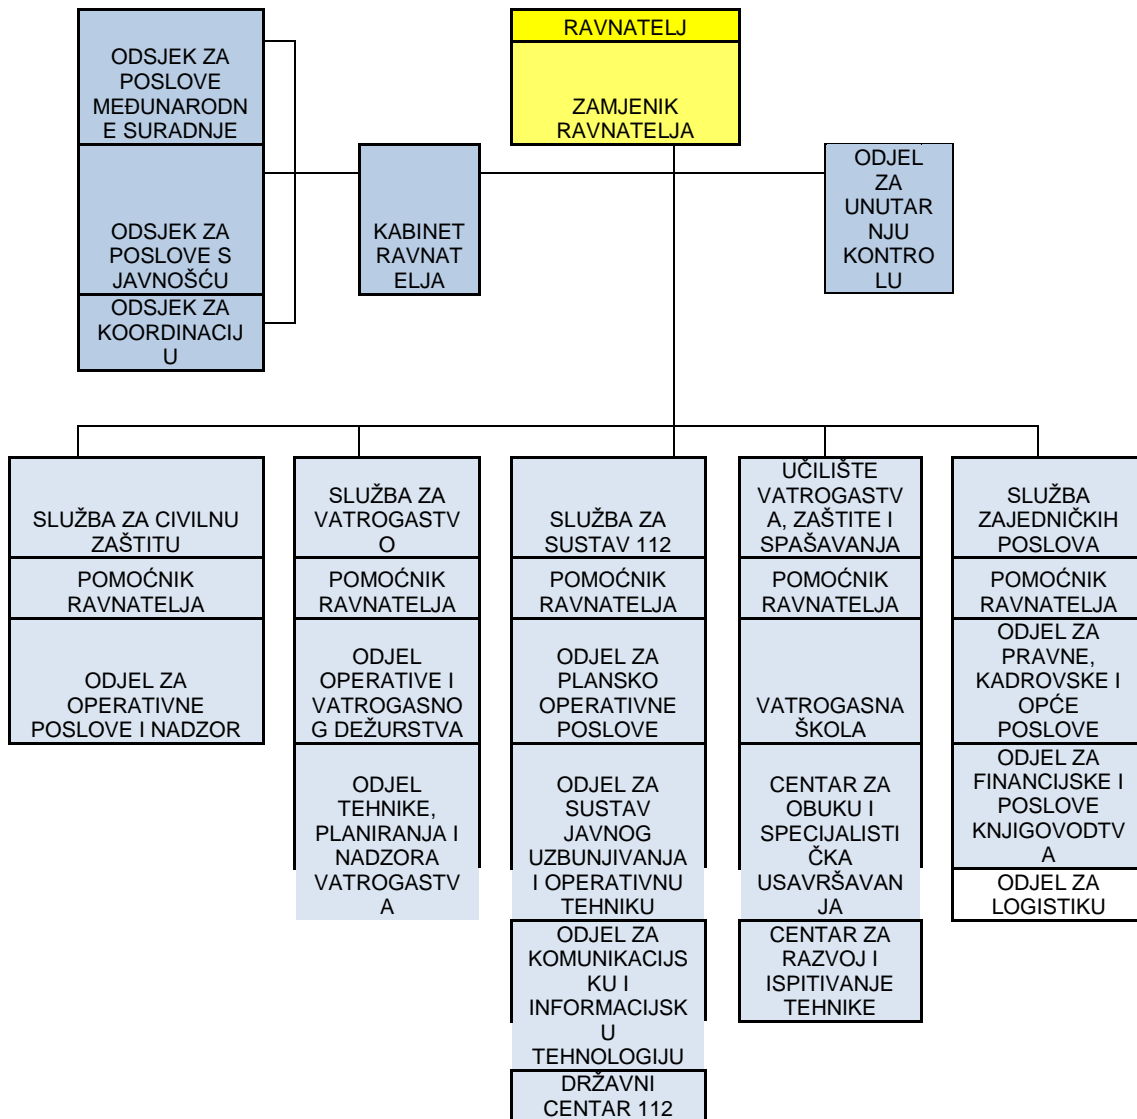 RAVNATELJ
ZAMJENIK
RAVNATELJA
ODSJEK ZA
POSLOVE
MEĐUNARODN
E SURADNJE
ODSJEK ZA
POSLOVE S
JAVNOŠĆU
ODSJEK ZA
KOORDINACIJ
U
KABINET
RAVNAT
ELJA
ODJEL
ZA
UNUTAR
NJU
KONTRO
LU
SLUŽBA ZA CIVILNU
ZAŠTITU
POMOĆNIK
RAVNATELJA
ODJEL ZA
OPERATIVNE
POSLOVE I NADZOR
SLUŽBA ZA
VATROGASTV
O
POMOĆNIK
RAVNATELJA
ODJEL
OPERATIVE I
VATROGASNO
G DEŽURSTVA
ODJEL
TEHNIKE,
PLANIRANJA I
NADZORA
VATROGASTV
A
SLUŽBA ZA
SUSTAV 112
POMOĆNIK
RAVNATELJA
ODJEL ZA
PLANSKO
OPERATIVNE
POSLOVE
ODJEL ZA
SUSTAV
JAVNOG
UZBUNJIVANJA
I OPERATIVNU
TEHNIKU
ODJEL ZA
KOMUNIKACIJS
KU I
INFORMACIJSK
U
TEHNOLOGIJU
DRŽAVNI
CENTAR 112
UČILIŠTE
VATROGASTV
A, ZAŠTITE I
SPAŠAVANJA
POMOĆNIK
RAVNATELJA
VATROGASNA
ŠKOLA
CENTAR ZA
OBUKU I
SPECIJALISTI
ČKA
USAVRŠAVAN
JA
CENTAR ZA
RAZVOJ I
ISPITIVANJE
TEHNIKE
SLUŽBA
ZAJEDNIČKIH
POSLOVA
POMOĆNIK
RAVNATELJA
ODJEL ZA
PRAVNE,
KADROVSKE I
OPĆE
POSLOVE
ODJEL ZA
FINANCIJSKE I
POSLOVE
KNJIGOVODTV
A
ODJEL ZA
LOGISTIKU